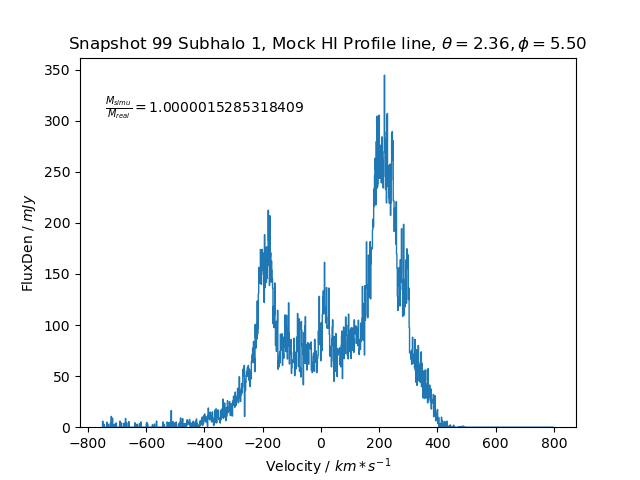 Snapshot 99 Subhalo 1, Mock HI Profile line, θ = 2.36, ϕ = 5.50
M_simu/M_real = 1.0000015285318409
FluxDen / mJy
350
300
250
200
150
100
50
0
−800 −600 −400 −200 0 200 400 600 800
Velocity / km * s⁻¹